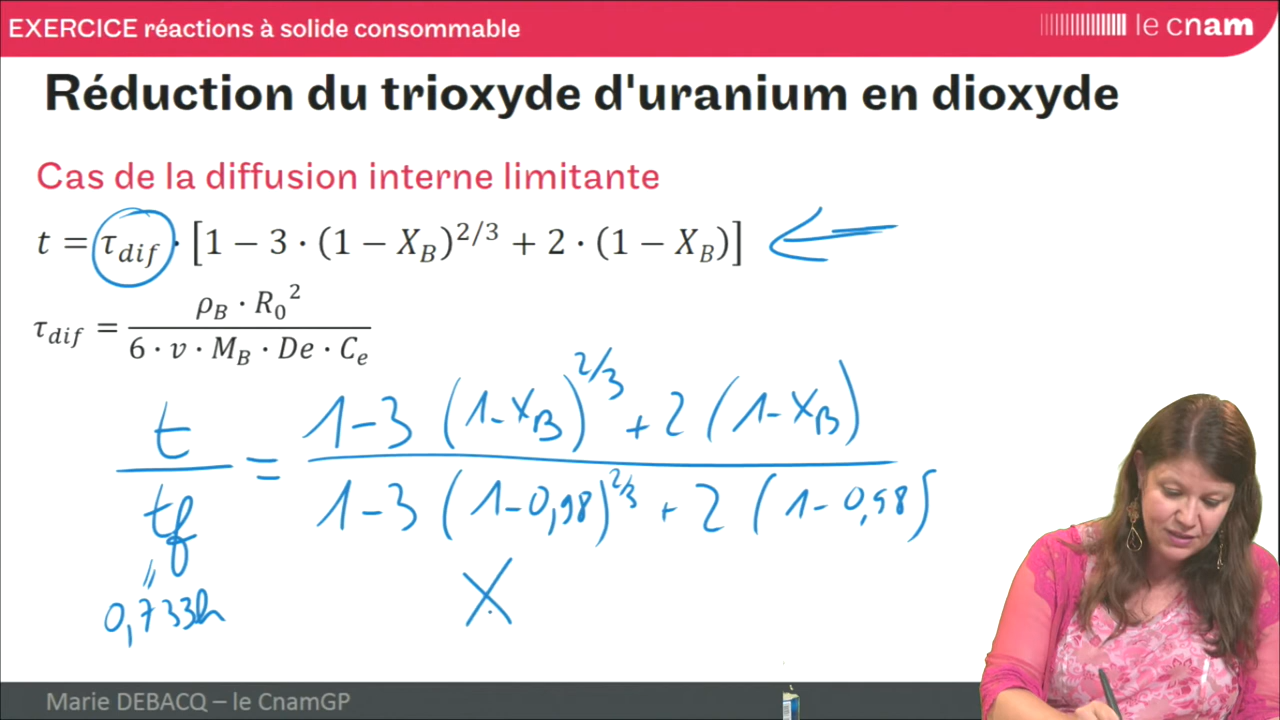 EXERCICE réactions à solide consommable
le cnam
Réduction du trioxyde d'uranium en dioxyde
Cas de la diffusion interne limitante
t = τ_dif · [1 − 3 · (1 − X_B)^{2/3} + 2 · (1 − X_B)]
τ_dif = (ρ_B · R_0²) / (6 · ν · M_B · De · C_e)
t / tf = (1 − 3 (1 − X_B)^{2/3} + 2 (1 − X_B)) / (1 − 3 (1 − 0,98)^{2/3} + 2 (1 − 0,98))
"
0,733h
X
Marie DEBACQ – le CnamGP